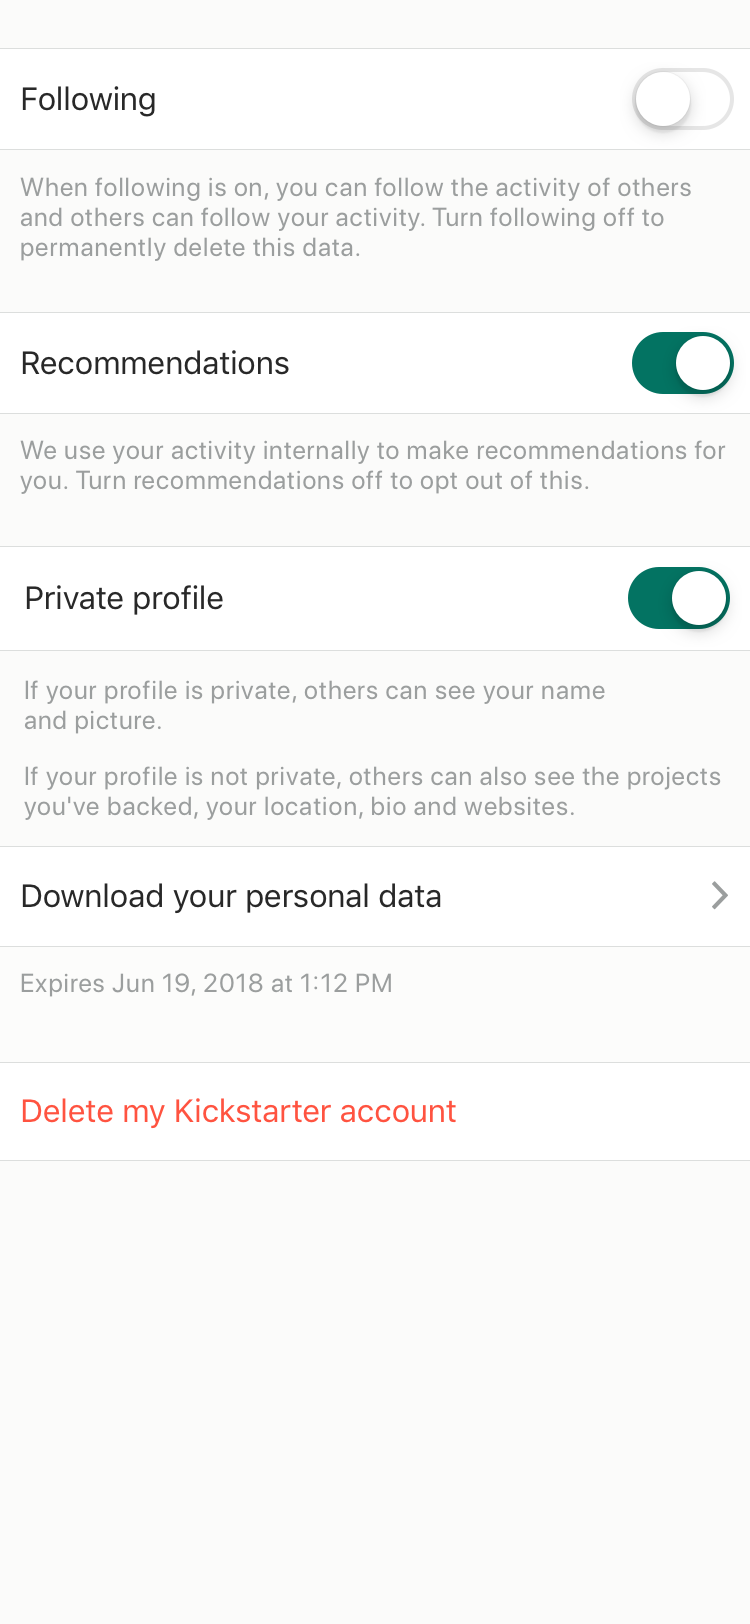 Following
When following is on, you can follow the activity of others
and others can follow your activity. Turn following off to
permanently delete this data.
Recommendations
We use your activity internally to make recommendations for
you. Turn recommendations off to opt out of this.
Private profile
If your profile is private, others can see your name
and picture.
If your profile is not private, others can also see the projects
you've backed, your location, bio and websites.
Download your personal data
Expires Jun 19, 2018 at 1:12 PM
Delete my Kickstarter account